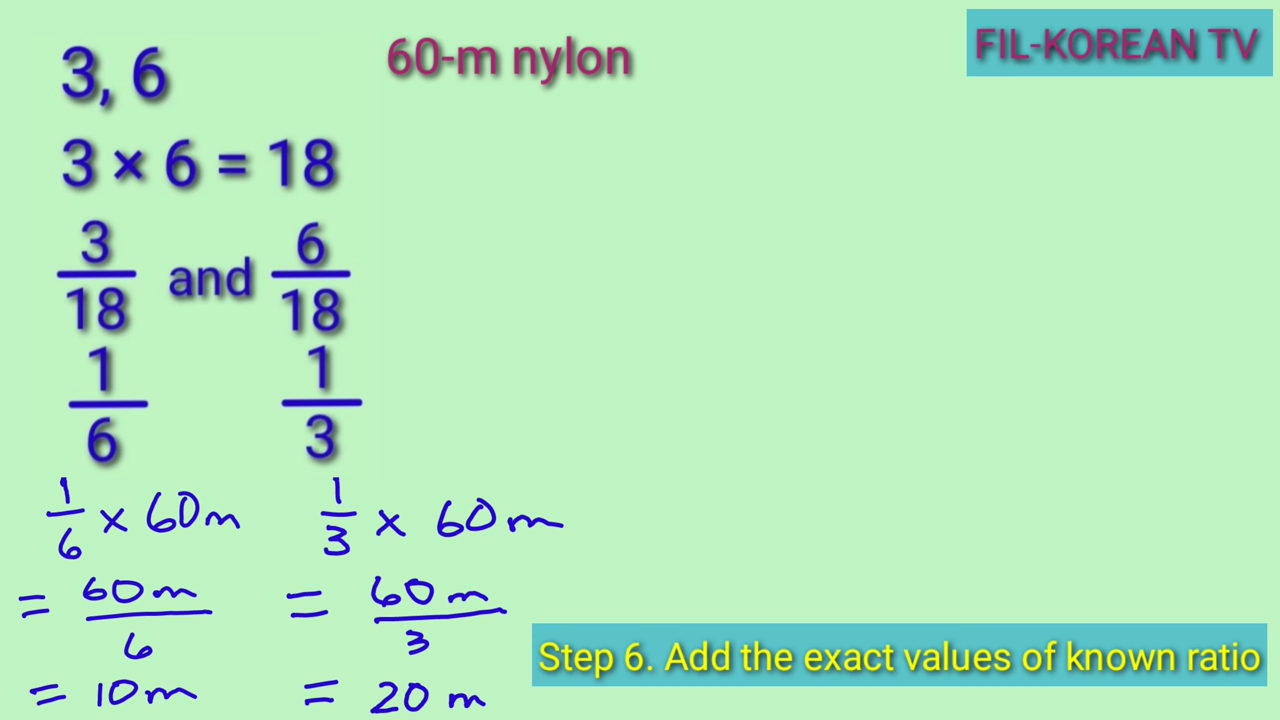 3, 6
60-m nylon
FIL-KOREAN TV
3 × 6 = 18
3/18 and 6/18
1/6 1/3
1/6 × 60m 1/3 × 60m
= 60m/6 = 60m/3
= 10m = 20m
Step 6. Add the exact values of known ratio